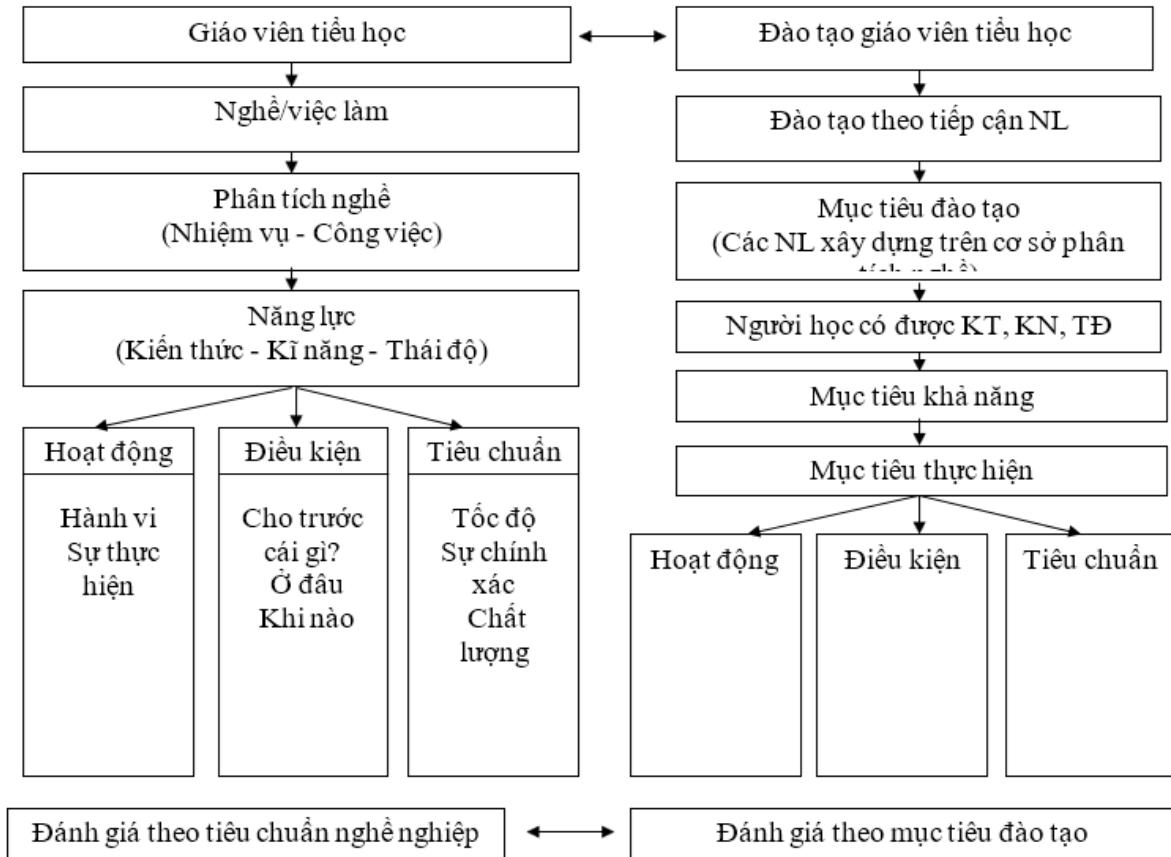 Giáo viên tiểu học
Nghề/việc làm
Phân tích nghề
(Nhiệm vụ - Công việc)
Năng lực
(Kiến thức - Kĩ năng - Thái độ)
Hoạt động
Hành vi
Sự thực
hiện
Điều kiện
Cho trước
cái gì?
Ở đâu
Khi nào
Tiêu chuẩn
Tốc độ
Sự chính
xác
Chất
lượng
Đào tạo giáo viên tiểu học
Đào tạo theo tiếp cận NL
Mục tiêu đào tạo
(Các NL xây dựng trên cơ sở phân
tích nghề)
Người học có được KT, KN, TĐ
Mục tiêu khả năng
Mục tiêu thực hiện
Hoạt động
Điều kiện
Tiêu chuẩn
Đánh giá theo tiêu chuẩn nghề nghiệp
Đánh giá theo mục tiêu đào tạo